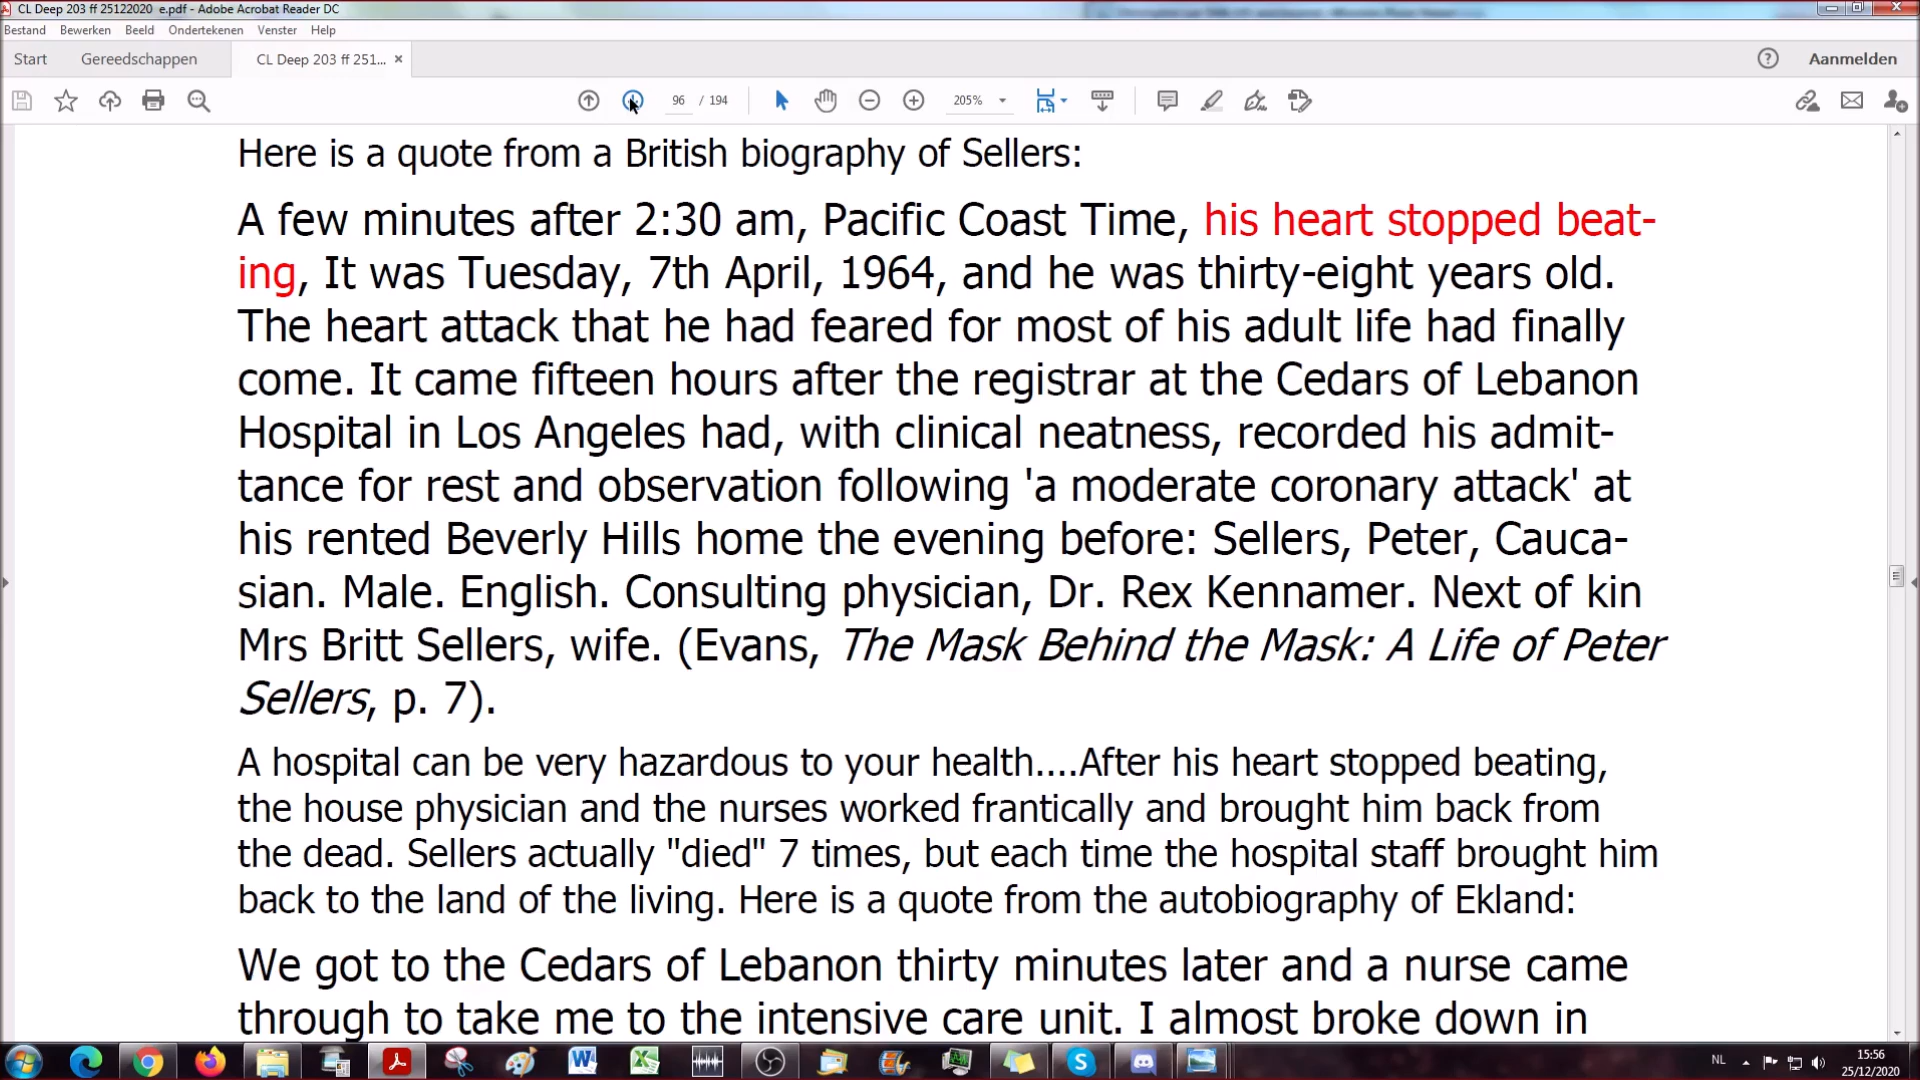 CL Deep 203 ff 25122020  e.pdf - Adobe Acrobat Reader DC
Bestand Bewerken Beeld Ondertekenen Venster Help
Start Gereedschappen CL Deep 203 ff 251... × Aanmelden
96 / 194 205%
Here is a quote from a British biography of Sellers:
A few minutes after 2:30 am, Pacific Coast Time, his heart stopped beat-
ing, It was Tuesday, 7th April, 1964, and he was thirty-eight years old.
The heart attack that he had feared for most of his adult life had finally
come. It came fifteen hours after the registrar at the Cedars of Lebanon
Hospital in Los Angeles had, with clinical neatness, recorded his admit-
tance for rest and observation following 'a moderate coronary attack' at
his rented Beverly Hills home the evening before: Sellers, Peter, Cauca-
sian. Male. English. Consulting physician, Dr. Rex Kennamer. Next of kin
Mrs Britt Sellers, wife. (Evans, The Mask Behind the Mask: A Life of Peter
Sellers, p. 7).
A hospital can be very hazardous to your health....After his heart stopped beating,
the house physician and the nurses worked frantically and brought him back from
the dead. Sellers actually "died" 7 times, but each time the hospital staff brought him
back to the land of the living. Here is a quote from the autobiography of Ekland:
We got to the Cedars of Lebanon thirty minutes later and a nurse came
through to take me to the intensive care unit. I almost broke down in
NL 15:56
25/12/2020